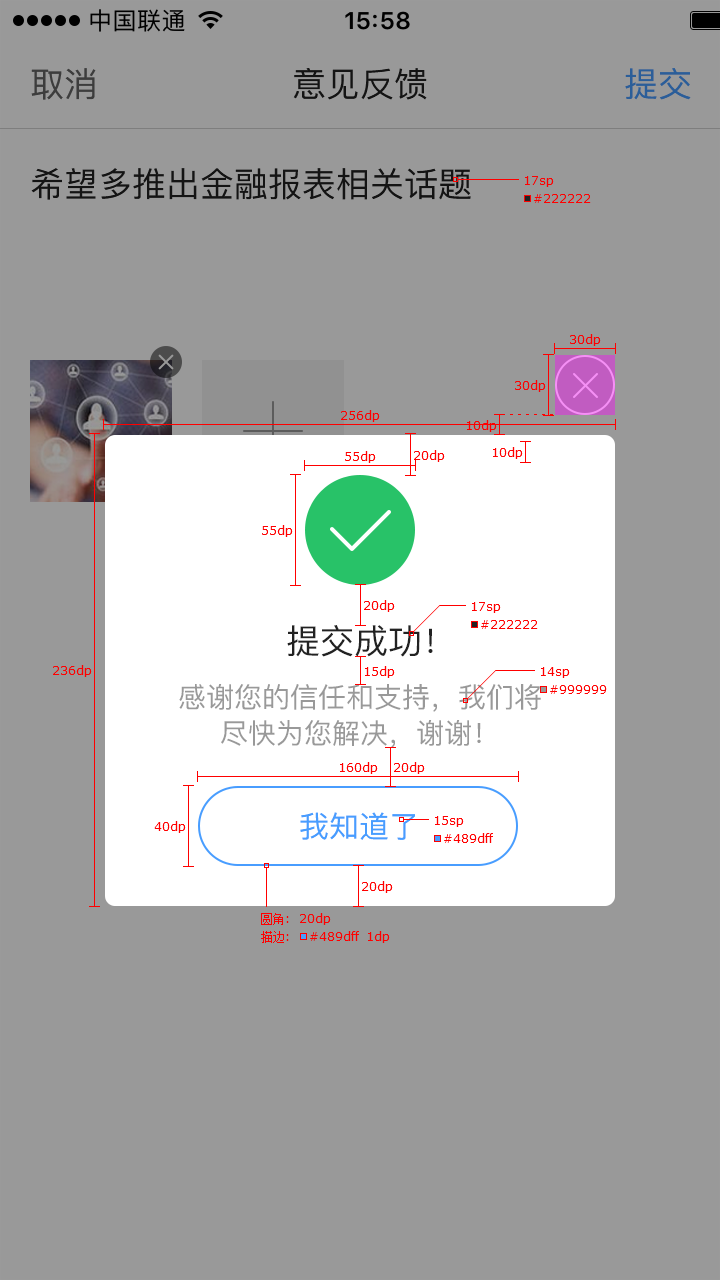 中国联通 15:58
取消 意见反馈 提交
希望多推出金融报表相关话题
17sp
#222222
30dp
30dp
256dp
10dp
10dp
55dp
20dp
55dp
20dp
17sp
#222222
提交成功！
15dp
14sp
#999999
236dp
感谢您的信任和支持，我们将
尽快为您解决，谢谢！
160dp
20dp
40dp
我知道了
15sp
#489dff
20dp
圆角： 20dp
描边： #489dff 1dp